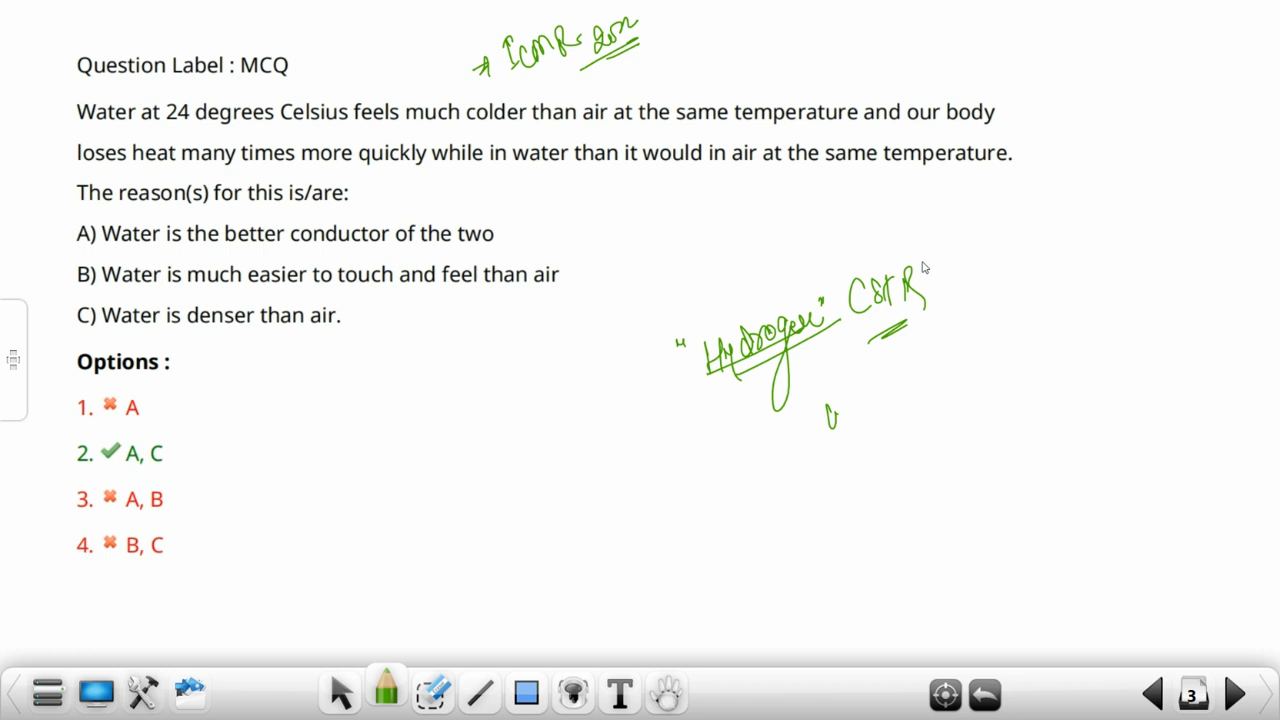 * ICMR
Question Label : MCQ
Water at 24 degrees Celsius feels much colder than air at the same temperature and our body
loses heat many times more quickly while in water than it would in air at the same temperature.
The reason(s) for this is/are:
A) Water is the better conductor of the two
B) Water is much easier to touch and feel than air
C) Water is denser than air.
"Hydrogen"
Options :
1. A
2. A, C
3. A, B
4. B, C
T
3